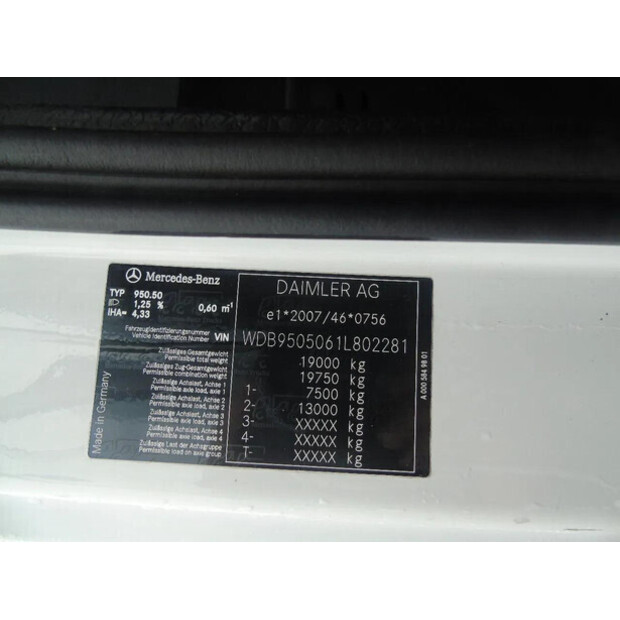 Mercedes-Benz
TYP 950.50
1,25 % 0,60 m⁻¹
IHA= 4,33
Fahrzeugidentifizierungsnummer
Vehicle Identification Number VIN
DAIMLER AG
e1*2007/46*0756
WDB9505061L802281
Zulässiges Gesamtgewicht
Permissible total weight
19000 kg
Zulässiges Zug-Gesamtgewicht
Permissible combination weight
19750 kg
Zulässige Achslast, Achse 1
Permissible axle load, axle 1
1- 7500 kg
Zulässige Achslast, Achse 2
Permissible axle load, axle 2
2- 13000 kg
Zulässige Achslast, Achse 3
Permissible axle load, axle 3
3- XXXXX kg
Zulässige Achslast, Achse 4
Permissible axle load, axle 4
4- XXXXX kg
Zulässige Last der Achsgruppe
Permissible load on axle group
T- XXXXX kg
Made in Germany
A 000 584 98 01